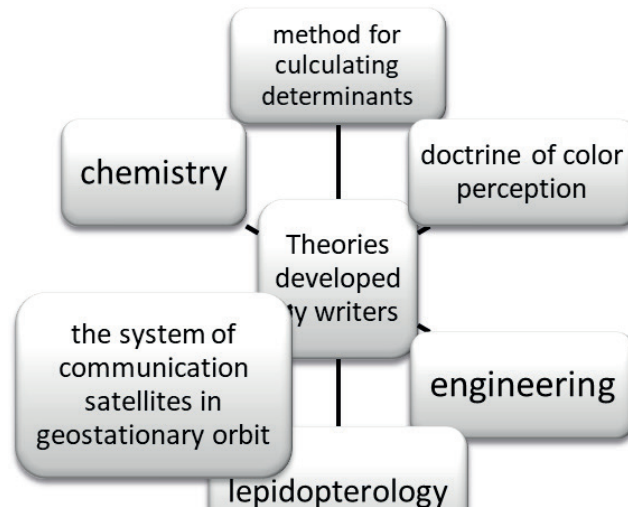 method for
culculating
determinants
chemistry
doctrine of color
perception
Theories
developed
y writers
the system of
communication
satellites in
geostationary orbit
engineering
lepidopterology